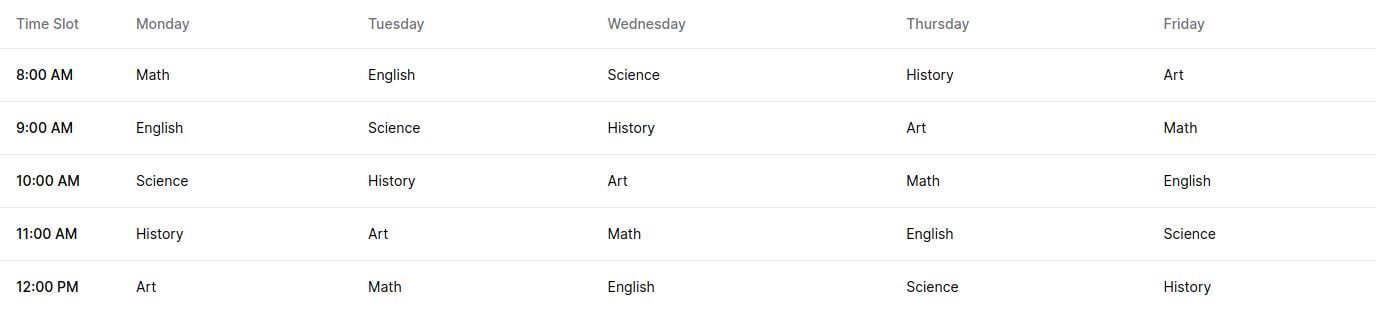 Time Slot Monday Tuesday Wednesday Thursday Friday
8:00 AM Math English Science History Art
9:00 AM English Science History Art Math
10:00 AM Science History Art Math English
11:00 AM History Art Math English Science
12:00 PM Art Math English Science History